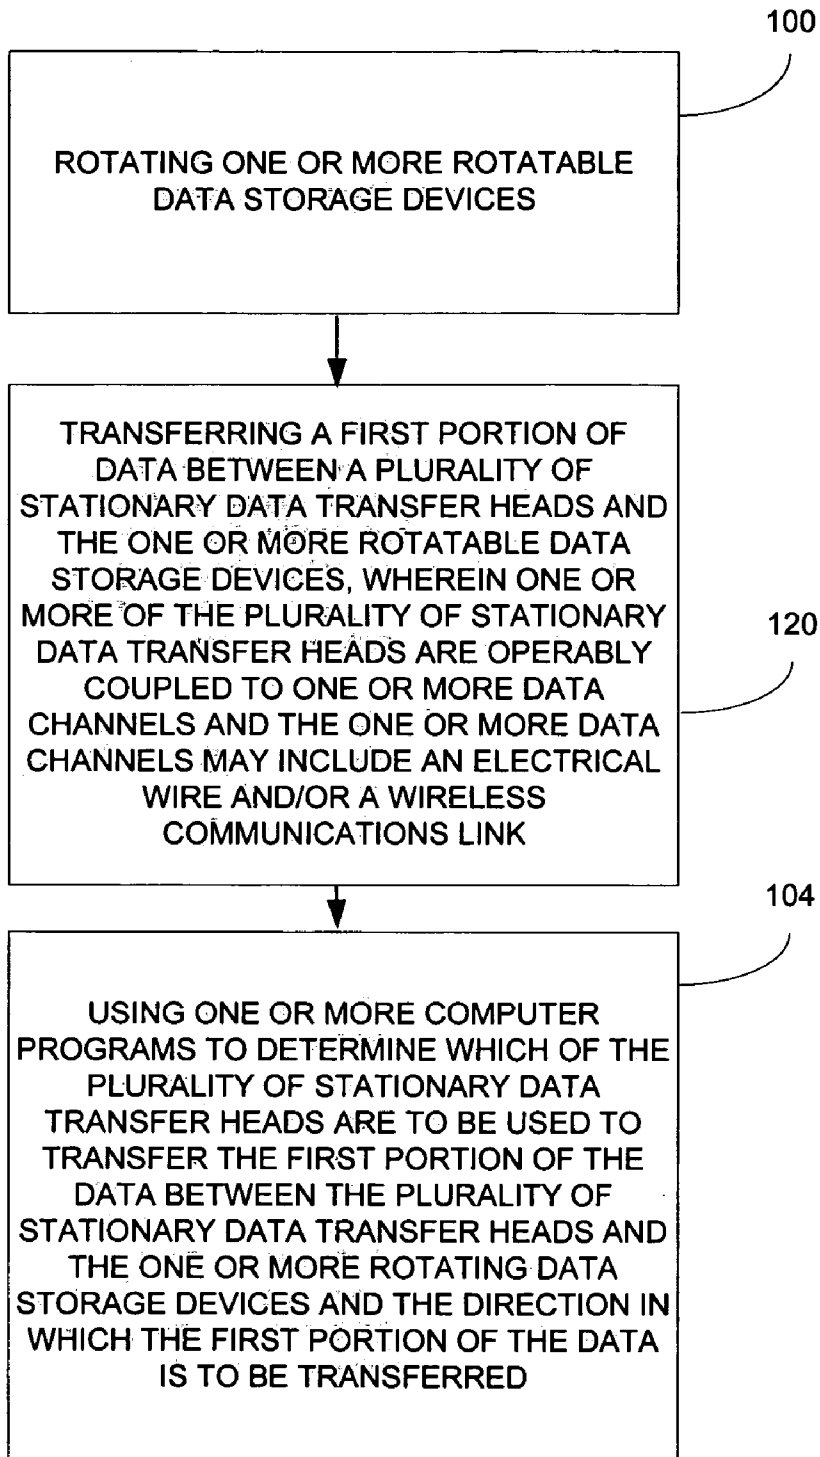 100
ROTATING ONE OR MORE ROTATABLE
DATA STORAGE DEVICES
TRANSFERRING A FIRST PORTION OF
DATA BETWEEN A PLURALITY OF
STATIONARY DATA TRANSFER HEADS AND
THE ONE OR MORE ROTATABLE DATA
STORAGE DEVICES, WHEREIN ONE OR
MORE OF THE PLURALITY OF STATIONARY
DATA TRANSFER HEADS ARE OPERABLY
COUPLED TO ONE OR MORE DATA
CHANNELS AND THE ONE OR MORE DATA
CHANNELS MAY INCLUDE AN ELECTRICAL
WIRE AND/OR A WIRELESS
COMMUNICATIONS LINK
120
104
USING ONE OR MORE COMPUTER
PROGRAMS TO DETERMINE WHICH OF THE
PLURALITY OF STATIONARY DATA
TRANSFER HEADS ARE TO BE USED TO
TRANSFER THE FIRST PORTION OF THE
DATA BETWEEN THE PLURALITY OF
STATIONARY DATA TRANSFER HEADS AND
THE ONE OR MORE ROTATING DATA
STORAGE DEVICES AND THE DIRECTION IN
WHICH THE FIRST PORTION OF THE DATA
IS TO BE TRANSFERRED